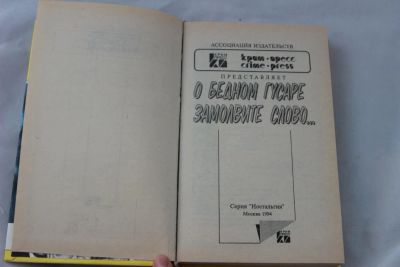 АССОЦИАЦИЯ ИЗДАТЕЛЬСТВ
крим-пресс
crime-press
ПРЕДСТАВЛЯЕТ
О БЕДНОМ ГУСАРЕ
ЗАМОЛВИТЕ СЛОВО...
Серия "Ностальгия"
Москва 1994